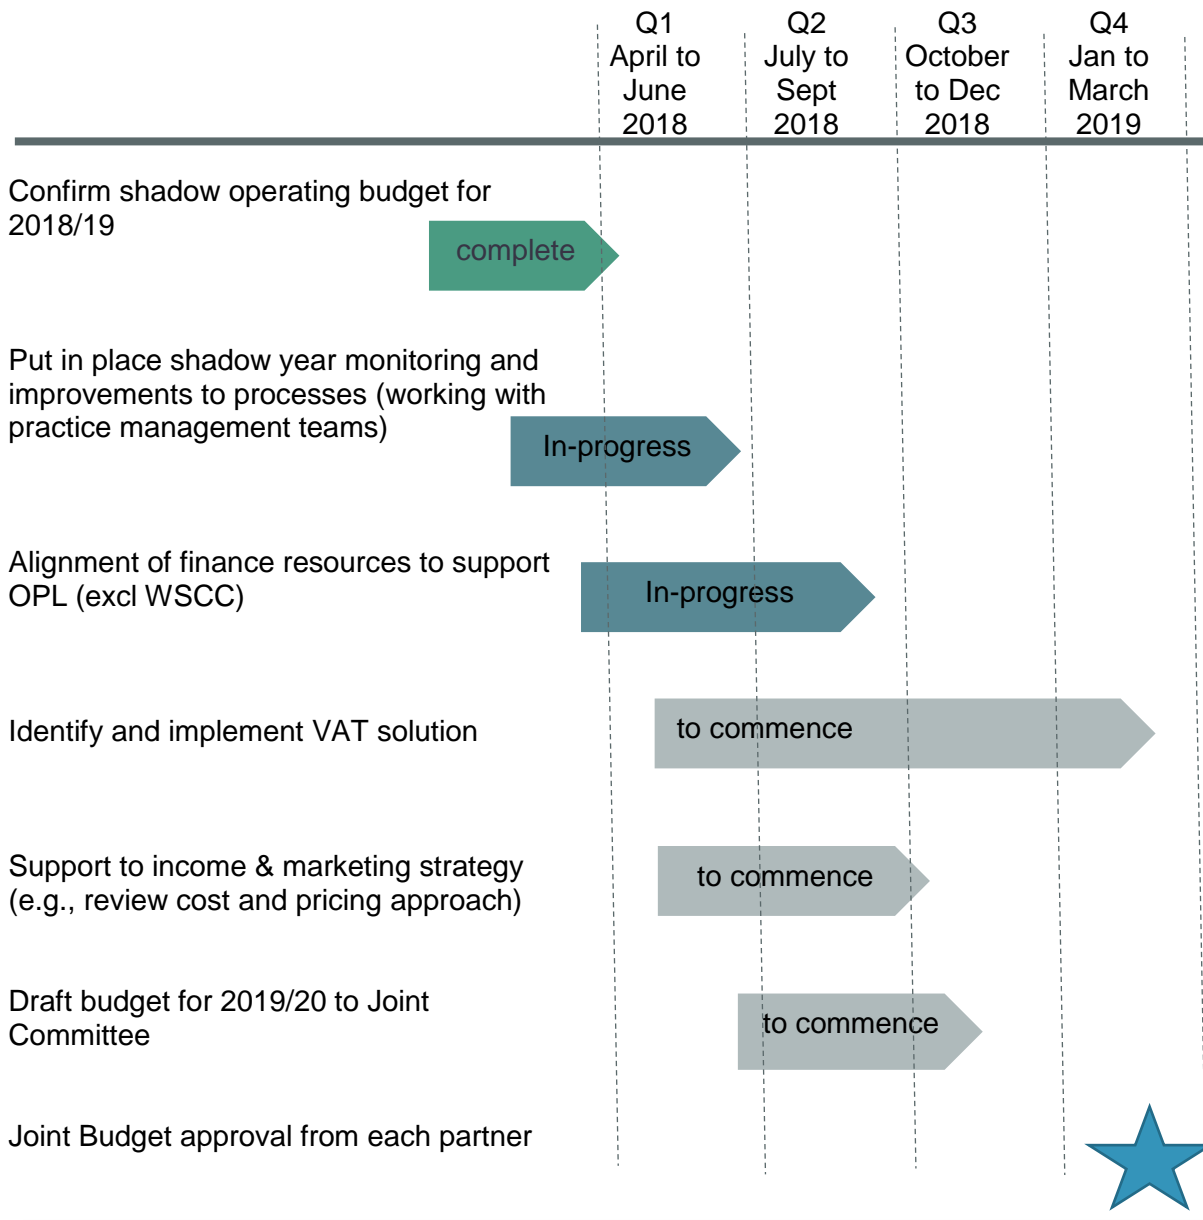 Q1
April to
June
2018
Q2
July to
Sept
2018
Q3
October
to Dec
2018
Q4
Jan to
March
2019
Confirm shadow operating budget for
2018/19
complete
Put in place shadow year monitoring and
improvements to processes (working with
practice management teams)
In-progress
Alignment of finance resources to support
OPL (excl WSCC)
In-progress
Identify and implement VAT solution
to commence
Support to income & marketing strategy
(e.g., review cost and pricing approach)
to commence
Draft budget for 2019/20 to Joint
Committee
to commence
Joint Budget approval from each partner